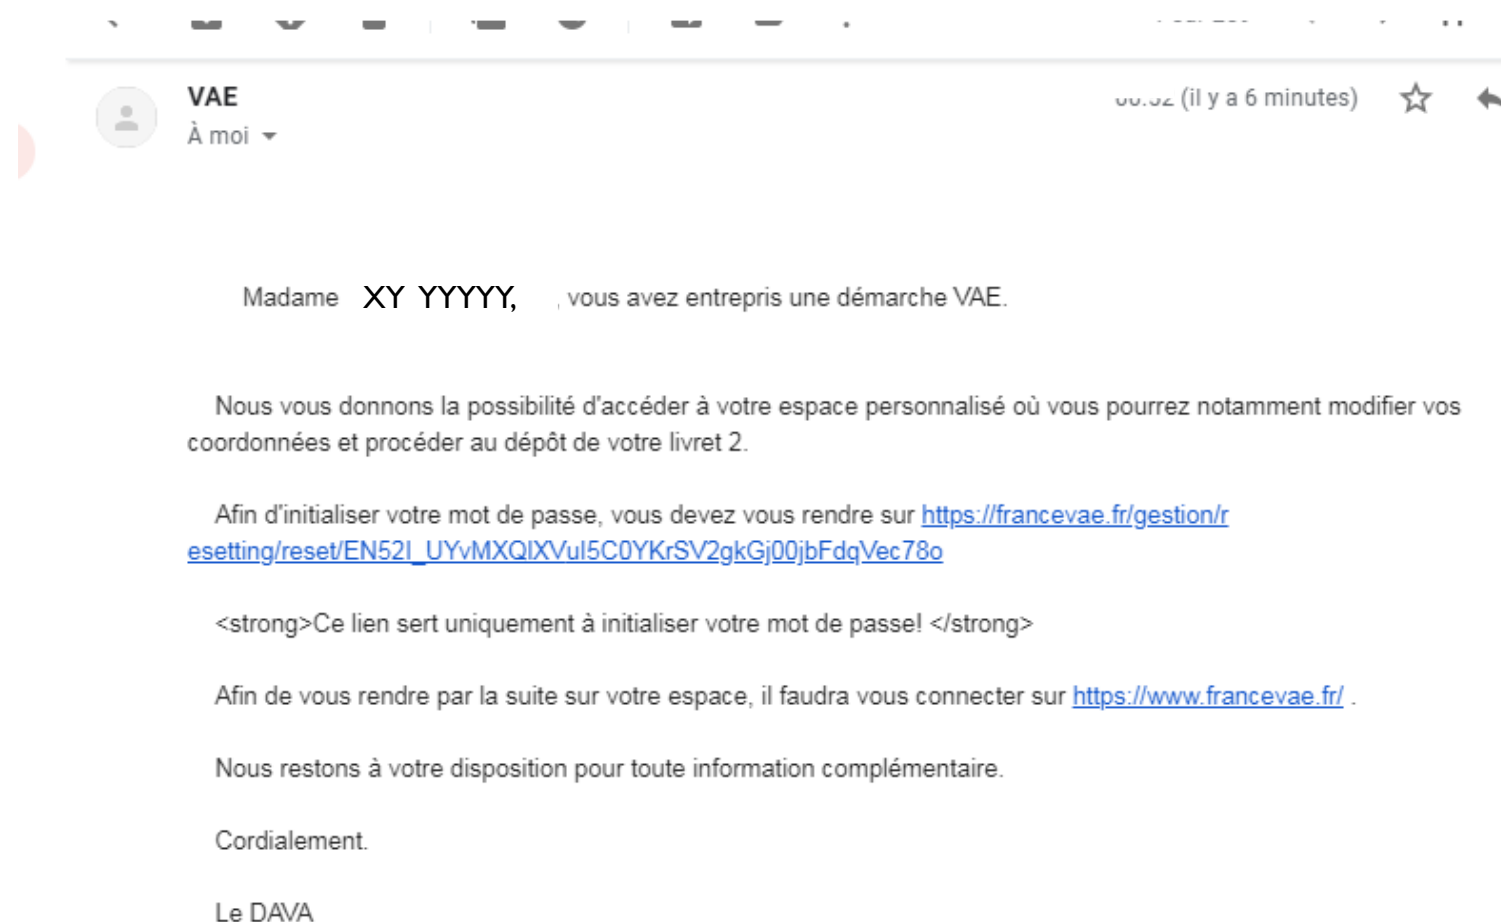 VAE
(il y a 6 minutes)
À moi
Madame XY YYYYY, , vous avez entrepris une démarche VAE.
Nous vous donnons la possibilité d'accéder à votre espace personnalisé où vous pourrez notamment modifier vos
coordonnées et procéder au dépôt de votre livret 2.
Afin d'initialiser votre mot de passe, vous devez vous rendre sur https://francevae.fr/gestion/r
esetting/reset/EN52I_UYvMXQIXVuI5C0YKrSV2gkGj00jbFdqVec78o
<strong>Ce lien sert uniquement à initialiser votre mot de passe! </strong>
Afin de vous rendre par la suite sur votre espace, il faudra vous connecter sur https://www.francevae.fr/ .
Nous restons à votre disposition pour toute information complémentaire.
Cordialement.
Le DAVA